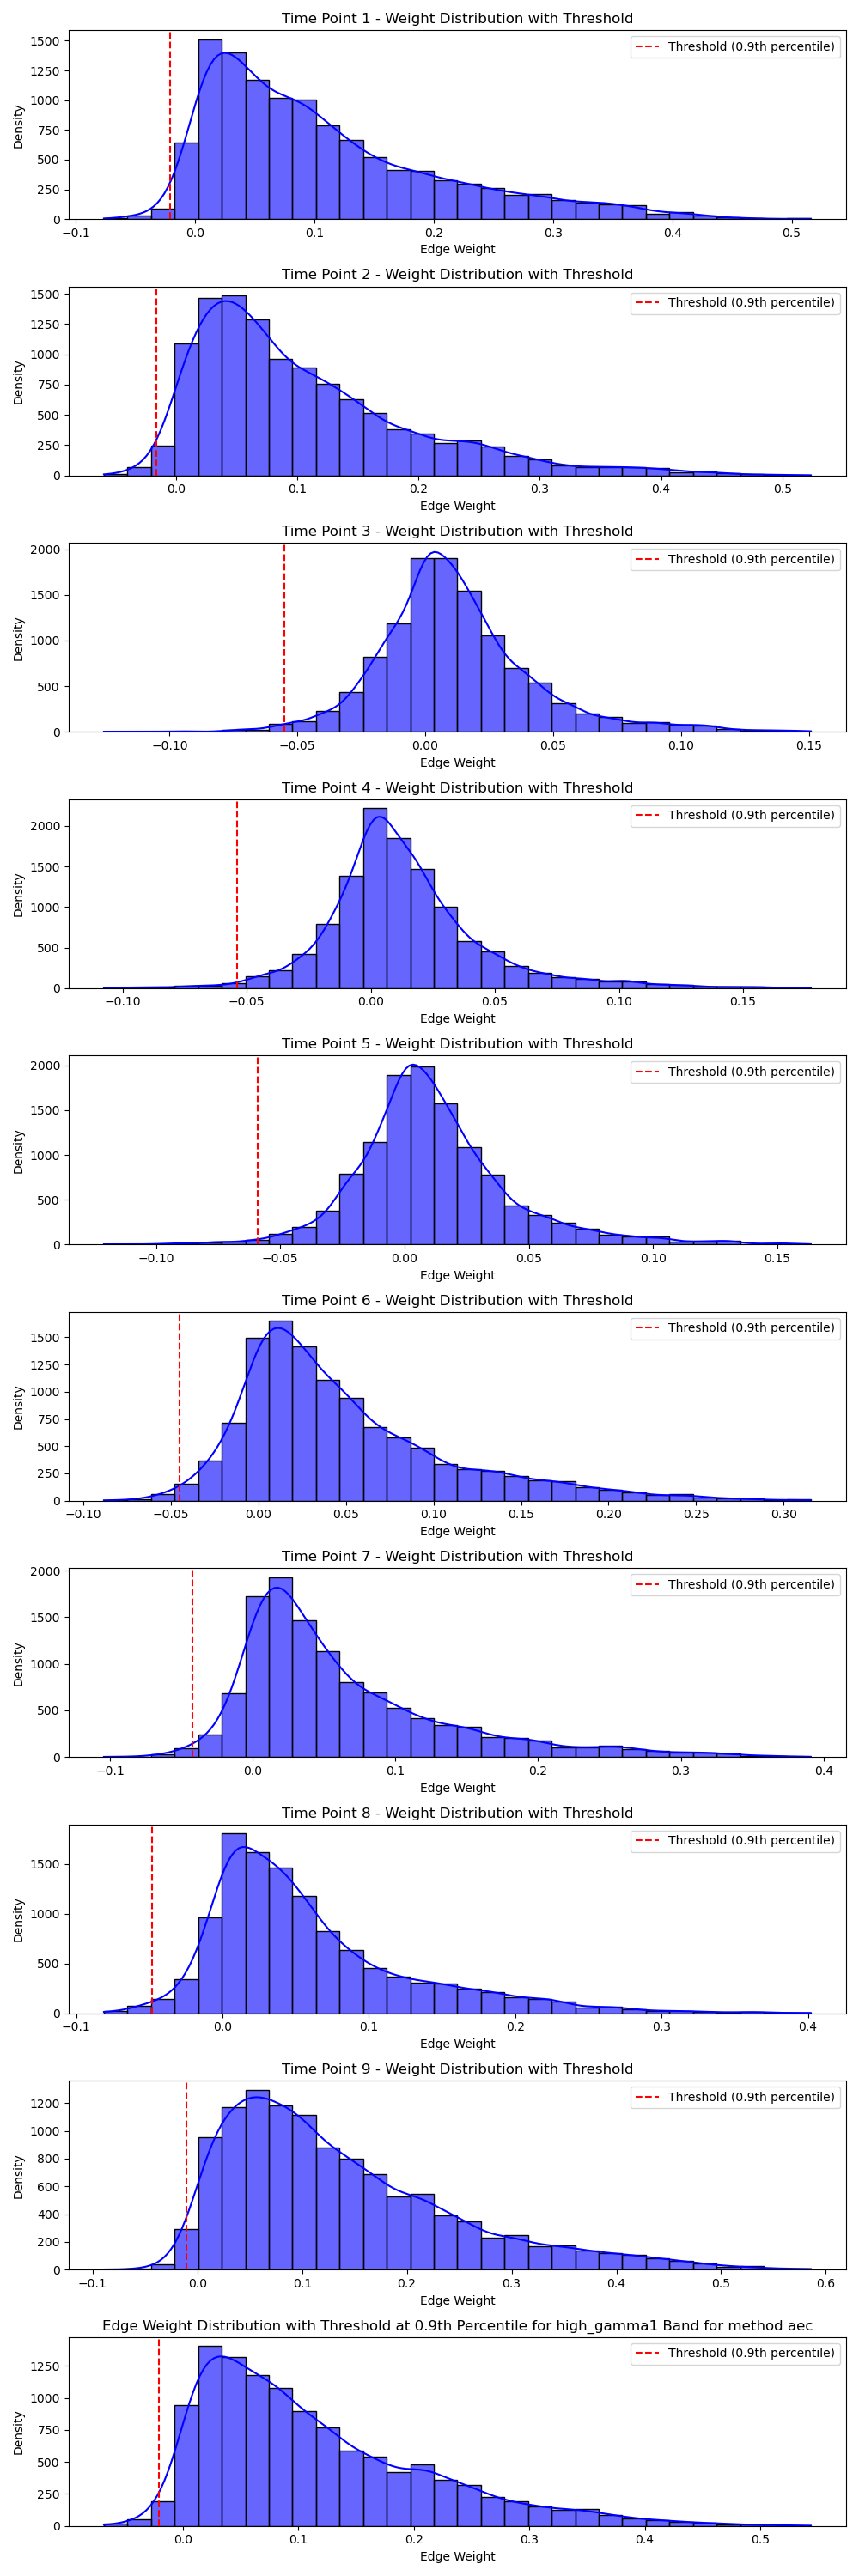 Time Point 1 - Weight Distribution with Threshold
Threshold (0.9th percentile)
Density
1500
1250
1000
750
500
250
0
−0.1 0.0 0.1 0.2 0.3 0.4 0.5
Edge Weight
Time Point 2 - Weight Distribution with Threshold
Threshold (0.9th percentile)
Density
1500
1250
1000
750
500
250
0
0.0 0.1 0.2 0.3 0.4 0.5
Edge Weight
Time Point 3 - Weight Distribution with Threshold
Threshold (0.9th percentile)
Density
2000
1500
1000
500
0
−0.10 −0.05 0.00 0.05 0.10 0.15
Edge Weight
Time Point 4 - Weight Distribution with Threshold
Threshold (0.9th percentile)
Density
2000
1500
1000
500
0
−0.10 −0.05 0.00 0.05 0.10 0.15
Edge Weight
Time Point 5 - Weight Distribution with Threshold
Threshold (0.9th percentile)
Density
2000
1500
1000
500
0
−0.10 −0.05 0.00 0.05 0.10 0.15
Edge Weight
Time Point 6 - Weight Distribution with Threshold
Threshold (0.9th percentile)
Density
1500
1250
1000
750
500
250
0
−0.10 −0.05 0.00 0.05 0.10 0.15 0.20 0.25 0.30
Edge Weight
Time Point 7 - Weight Distribution with Threshold
Threshold (0.9th percentile)
Density
2000
1500
1000
500
0
−0.1 0.0 0.1 0.2 0.3 0.4
Edge Weight
Time Point 8 - Weight Distribution with Threshold
Threshold (0.9th percentile)
Density
1500
1000
500
0
−0.1 0.0 0.1 0.2 0.3 0.4
Edge Weight
Time Point 9 - Weight Distribution with Threshold
Threshold (0.9th percentile)
Density
1200
1000
800
600
400
200
0
−0.1 0.0 0.1 0.2 0.3 0.4 0.5 0.6
Edge Weight
Edge Weight Distribution with Threshold at 0.9th Percentile for high_gamma1 Band for method aec
Threshold (0.9th percentile)
Density
1250
1000
750
500
250
0
0.0 0.1 0.2 0.3 0.4 0.5
Edge Weight